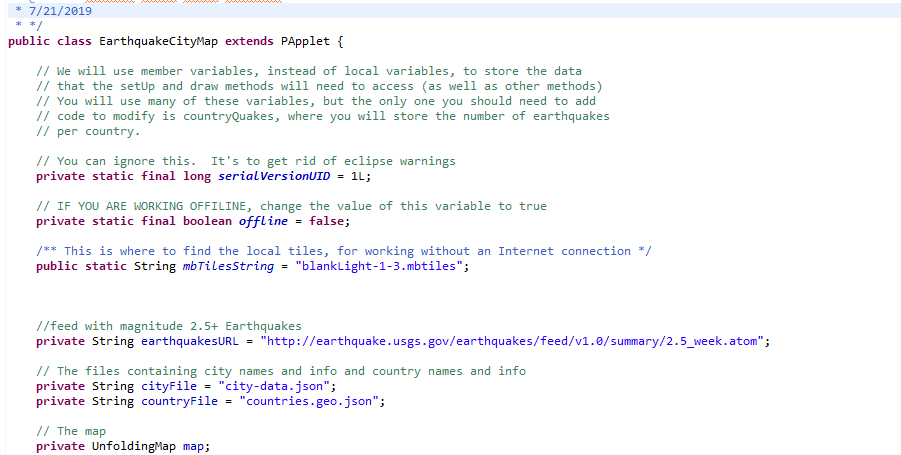 * 7/21/2019
* */
public class EarthquakeCityMap extends PApplet {
// We will use member variables, instead of local variables, to store the data
// that the setUp and draw methods will need to access (as well as other methods)
// You will use many of these variables, but the only one you should need to add
// code to modify is countryQuakes, where you will store the number of earthquakes
// per country.
// You can ignore this.  It's to get rid of eclipse warnings
private static final long serialVersionUID = 1L;
// IF YOU ARE WORKING OFFILINE, change the value of this variable to true
private static final boolean offline = false;
/** This is where to find the local tiles, for working without an Internet connection */
public static String mbTilesString = "blankLight-1-3.mbtiles";
//feed with magnitude 2.5+ Earthquakes
private String earthquakesURL = "http://earthquake.usgs.gov/earthquakes/feed/v1.0/summary/2.5_week.atom";
// The files containing city names and info and country names and info
private String cityFile = "city-data.json";
private String countryFile = "countries.geo.json";
// The map
private UnfoldingMap map;